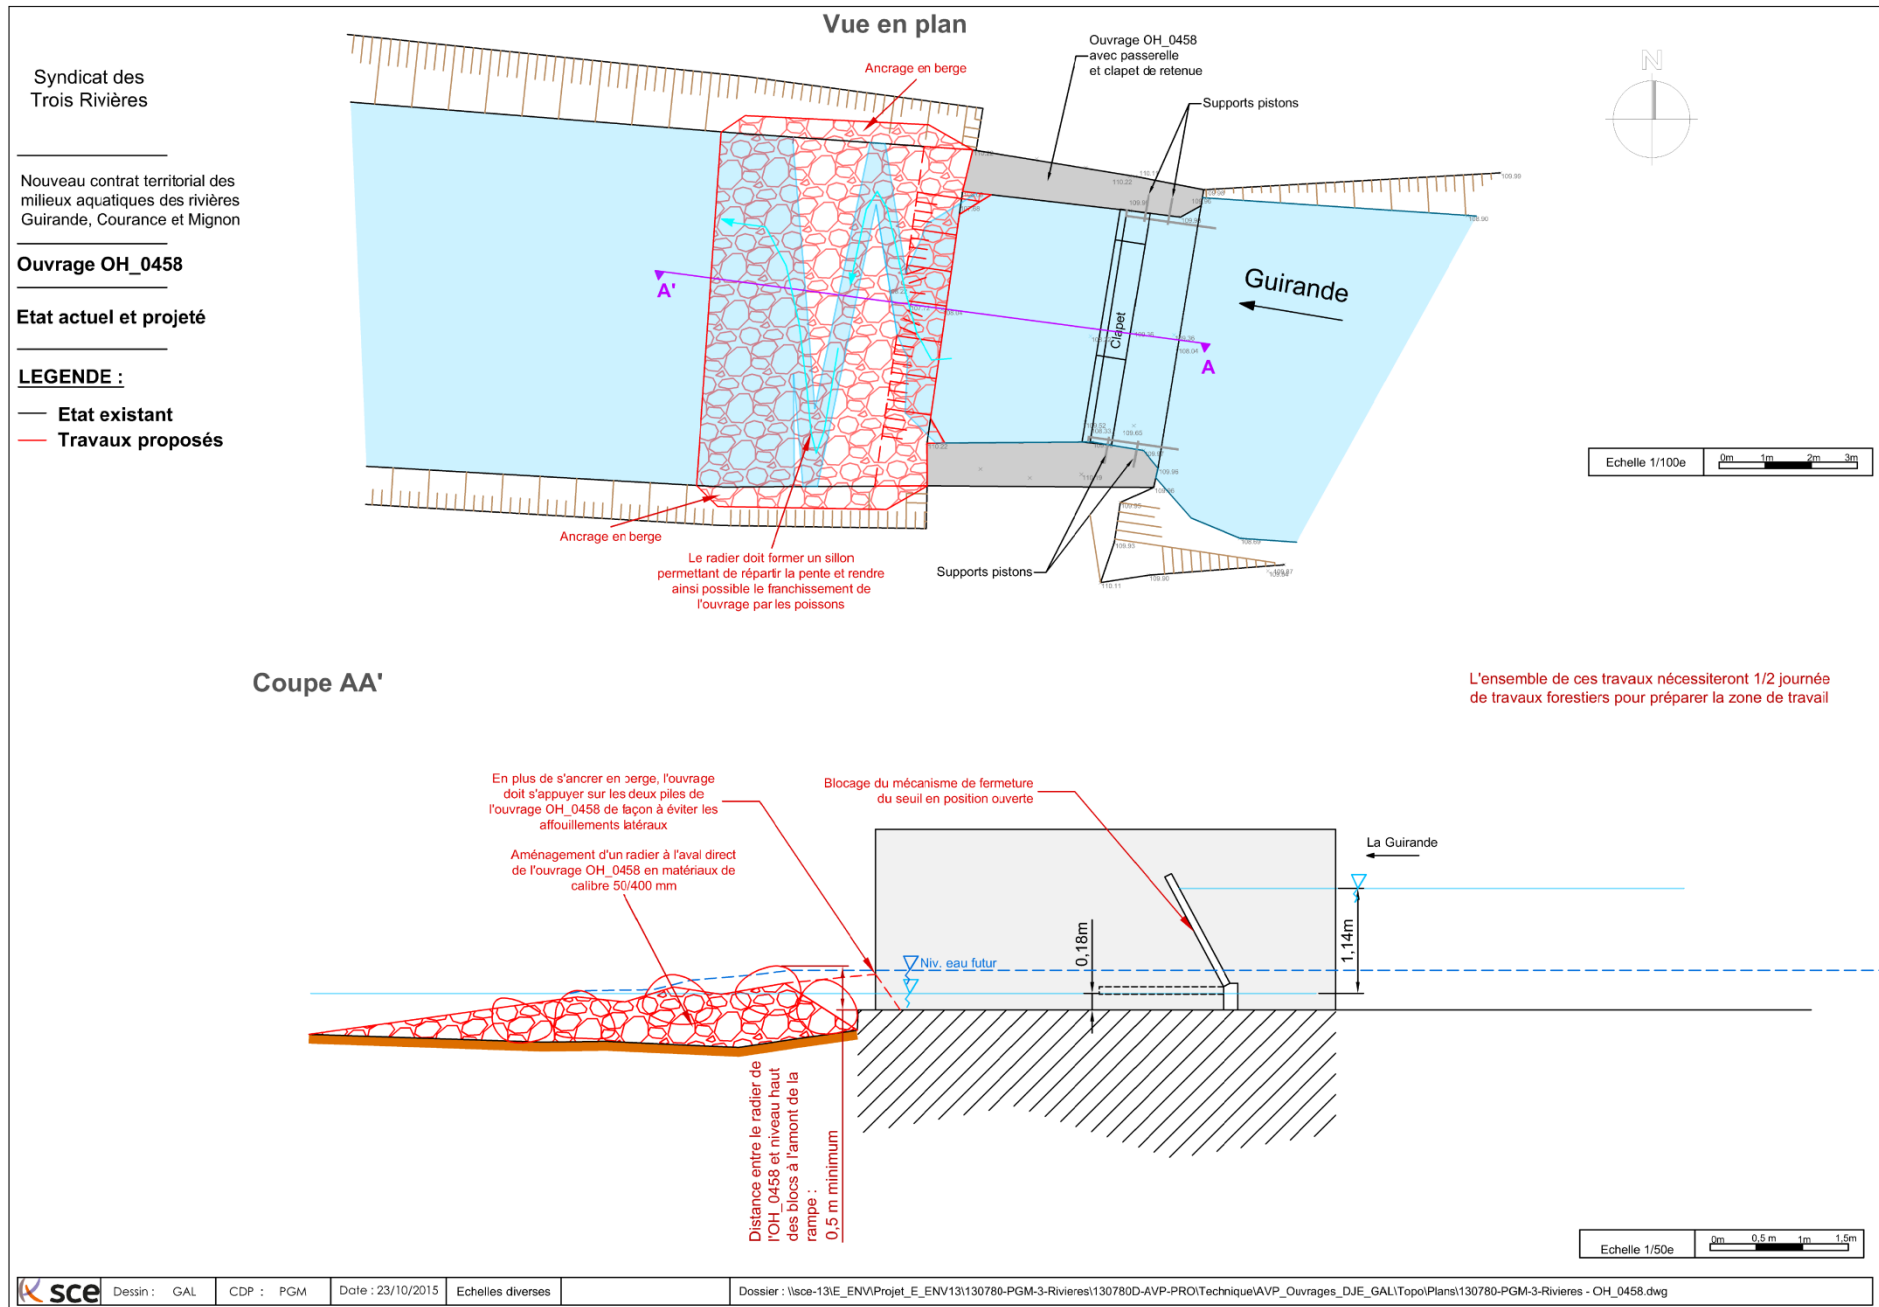 Vue en plan
Syndicat des
Trois Rivières
Nouveau contrat territorial des
milieux aquatiques des rivières
Guirande, Courance et Mignon
Ouvrage OH_0458
Etat actuel et projeté
LEGENDE :
Etat existant
Travaux proposés
Ancrage en berge
Ouvrage OH_0458
avec passerelle
et clapet de retenue
Supports pistons
N
Guirande
A'
Clapet
A
Echelle 1/100e
0m 1m 2m 3m
Ancrage en berge
Le radier doit former un sillon
permettant de répartir la pente et rendre
ainsi possible le franchissement de
l'ouvrage par les poissons
Supports pistons
Coupe AA'
L'ensemble de ces travaux nécessiteront 1/2 journée
de travaux forestiers pour préparer la zone de travail
En plus de s'ancrer en berge, l'ouvrage
doit s'appuyer sur les deux piles de
l'ouvrage OH_0458 de façon à éviter les
affouillements latéraux
Aménagement d'un radier à l'aval direct
de l'ouvrage OH_0458 en matériaux de
calibre 50/400 mm
Blocage du mécanisme de fermeture
du seuil en position ouverte
La Guirande
Niv. eau futur
0,18m
1,14m
Distance entre le radier de
l'OH_0458 et niveau haut
des blocs à l'amont de la
rampe :
0,5 m minimum
Echelle 1/50e
0m 0,5 m 1m 1,5m
sce
Dessin : GAL
CDP : PGM
Date : 23/10/2015
Echelles diverses
Dossier : \\sce-13\E_ENV\Projet_E_ENV13\130780-PGM-3-Rivieres\130780D-AVP-PRO\Technique\AVP_Ouvrages_DJE_GAL\Topo\Plans\130780-PGM-3-Rivieres - OH_0458.dwg